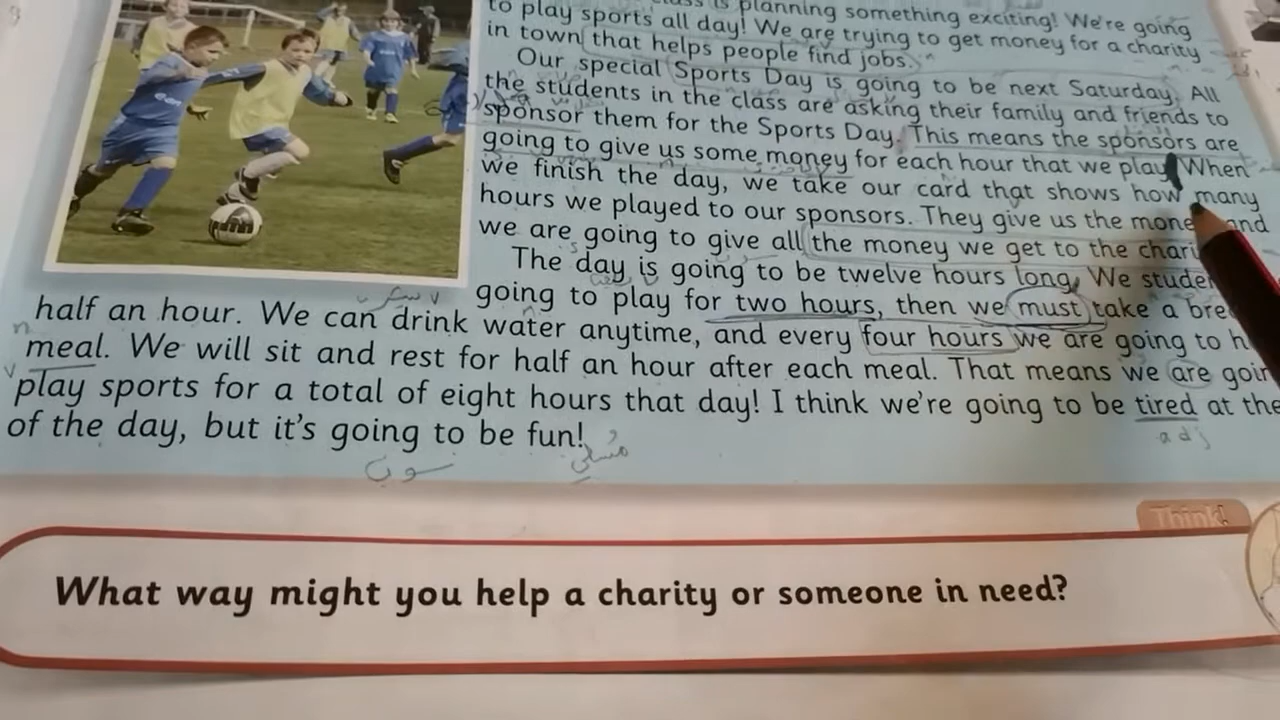 is planning something exciting! We're going
to play sports all day! We are trying to get money for a charity
in town that helps people find jobs.
Our special Sports Day is going to be next Saturday. All
the students in the class are asking their family and friends to
sponsor them for the Sports Day. This means the sponsors are
going to give us some money for each hour that we play. When
we finish the day, we take our card that shows how many
hours we played to our sponsors. They give us the and
we are going to give all the money we get to the
The day is going to be twelve hours long. We
going to play for two hours, then we must take a
half an hour. We can drink water anytime, and every four hours we are going to
n
meal. We will sit and rest for half an hour after each meal. That means we are
v
play sports for a total of eight hours that day! I think we're going to be tired at the
of the day, but it's going to be fun!
adj
Think!
What way might you help a charity or someone in need?